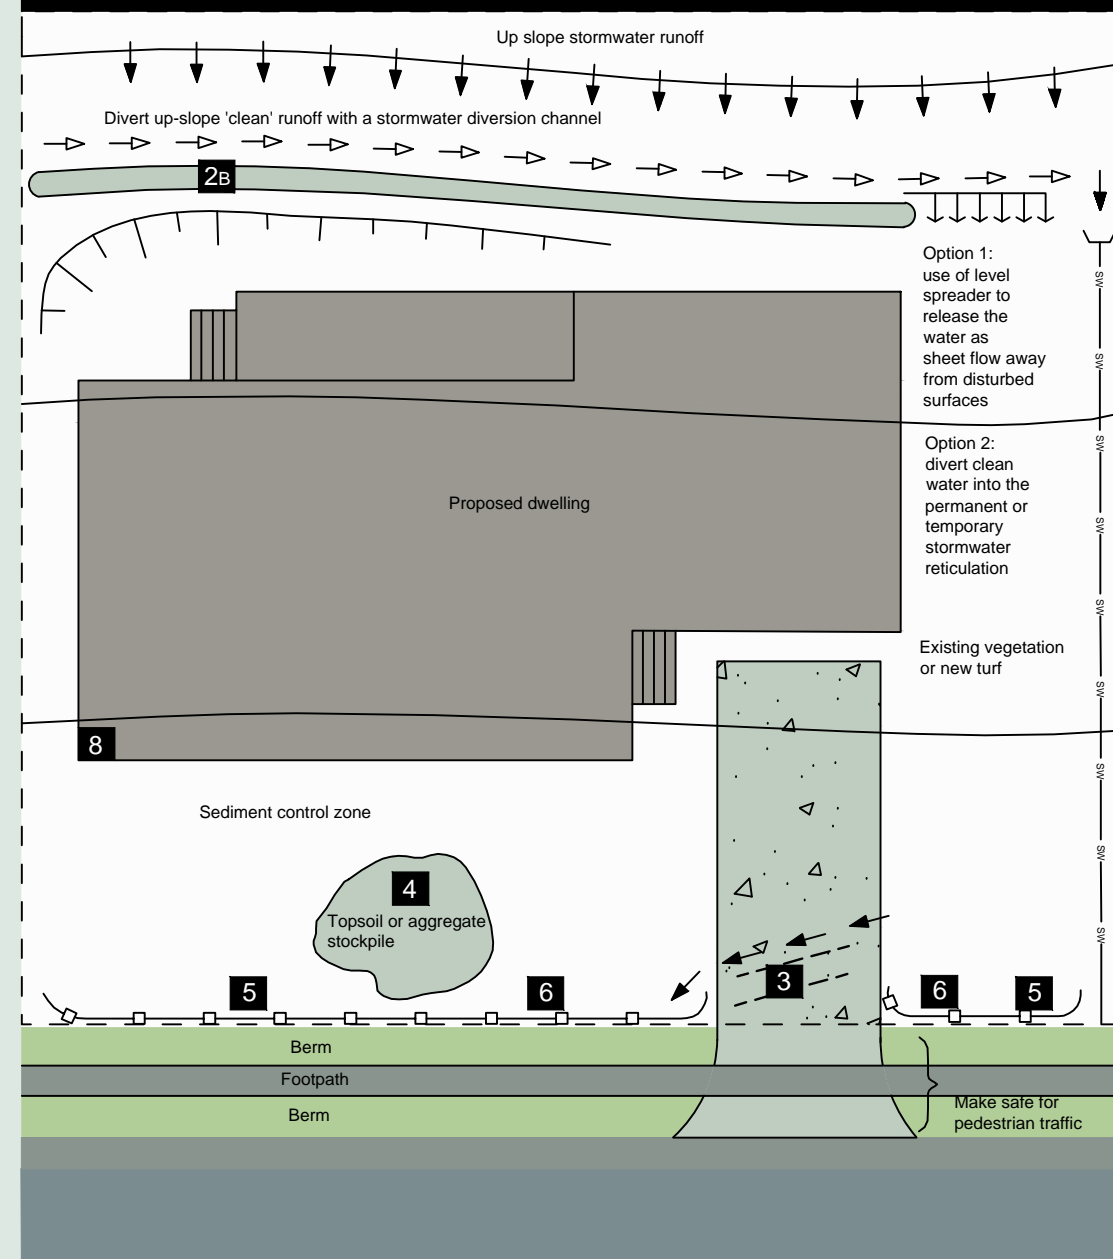 Up slope stormwater runoff
Divert up-slope 'clean' runoff with a stormwater diversion channel
2B
Option 1:
use of level
spreader to
release the
water as
sheet flow away
from disturbed
surfaces
SW
SW
Option 2:
divert clean
water into the
permanent or
temporary
stormwater
reticulation
SW
SW
SW
Proposed dwelling
Existing vegetation
or new turf
SW
8
SW
Sediment control zone
SW
4
Topsoil or aggregate
stockpile
SW
3
5
6
6
5
Berm
Footpath
Berm
Make safe for
pedestrian traffic